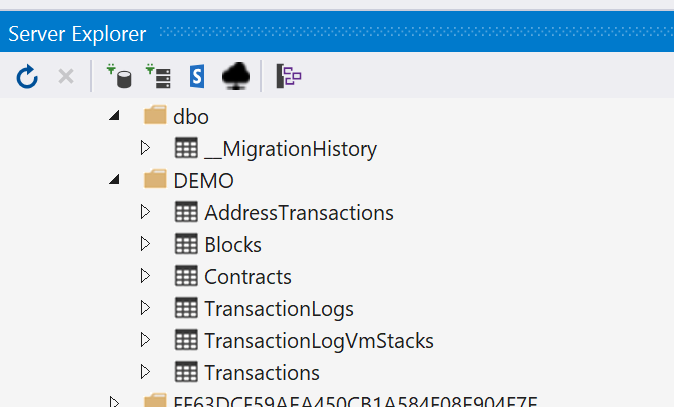 Server Explorer
dbo
__MigrationHistory
DEMO
AddressTransactions
Blocks
Contracts
TransactionLogs
TransactionLogVmStacks
Transactions